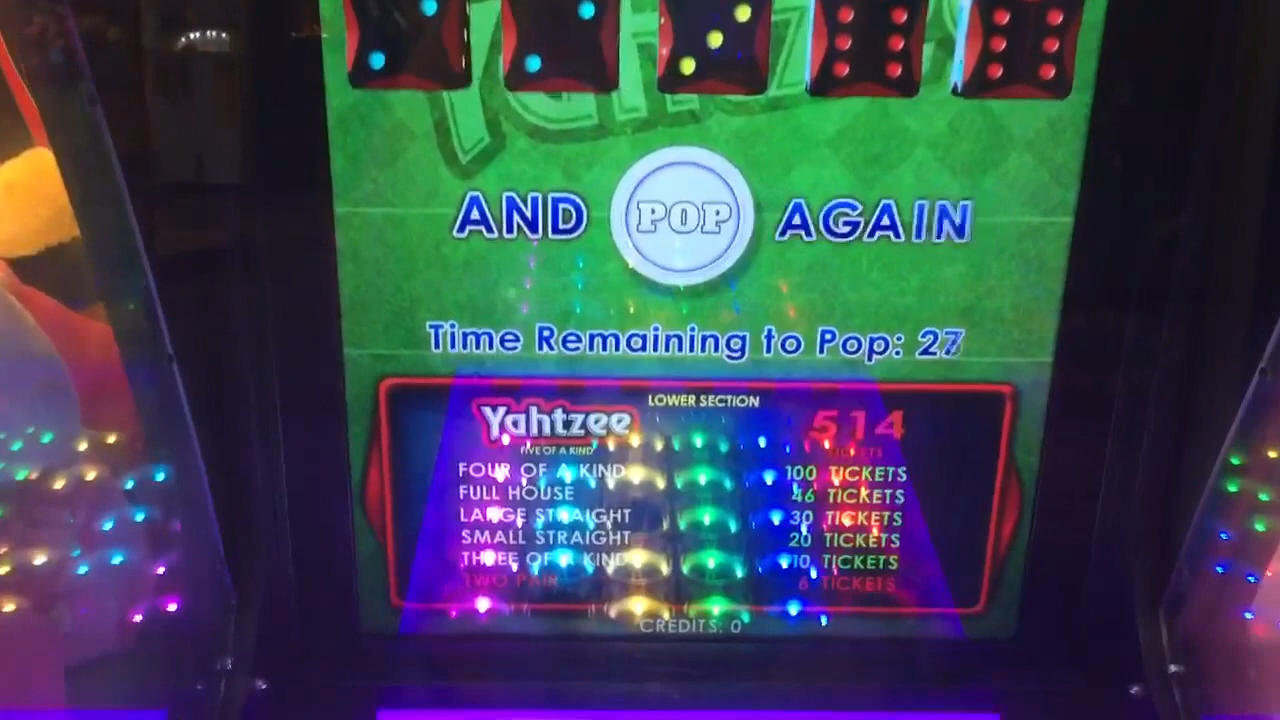 Yahtzee
AND POP AGAIN
Time Remaining to Pop: 27
LOWER SECTION
Yahtzee 514
FIVE OF A KIND TICKETS
FOUR OF A KIND 100 TICKETS
FULL HOUSE 46 TICKETS
LARGE STRAIGHT 30 TICKETS
SMALL STRAIGHT 20 TICKETS
THREE OF A KIND 10 TICKETS
TWO PAIR 6 TICKETS
CREDITS: 0